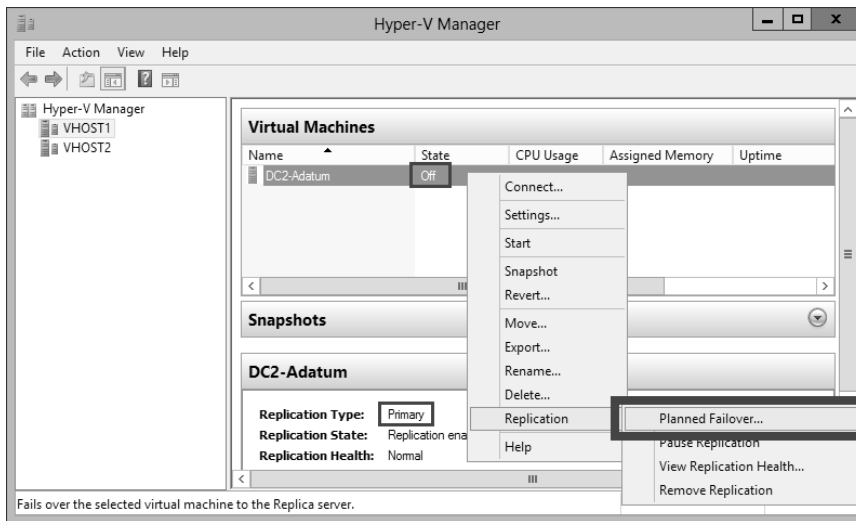 Hyper-V Manager
File Action View Help
Hyper-V Manager
VHOST1
VHOST2
Virtual Machines
Name State CPU Usage Assigned Memory Uptime
DC2-Adatum Off
Connect...
Settings...
Start
Snapshot
Revert...
Move...
Export...
Rename...
Delete...
Replication
Help
Planned Failover...
Pause Replication
View Replication Health...
Remove Replication
Snapshots
DC2-Adatum
Replication Type: Primary
Replication State: Replication ena
Replication Health: Normal
Fails over the selected virtual machine to the Replica server.